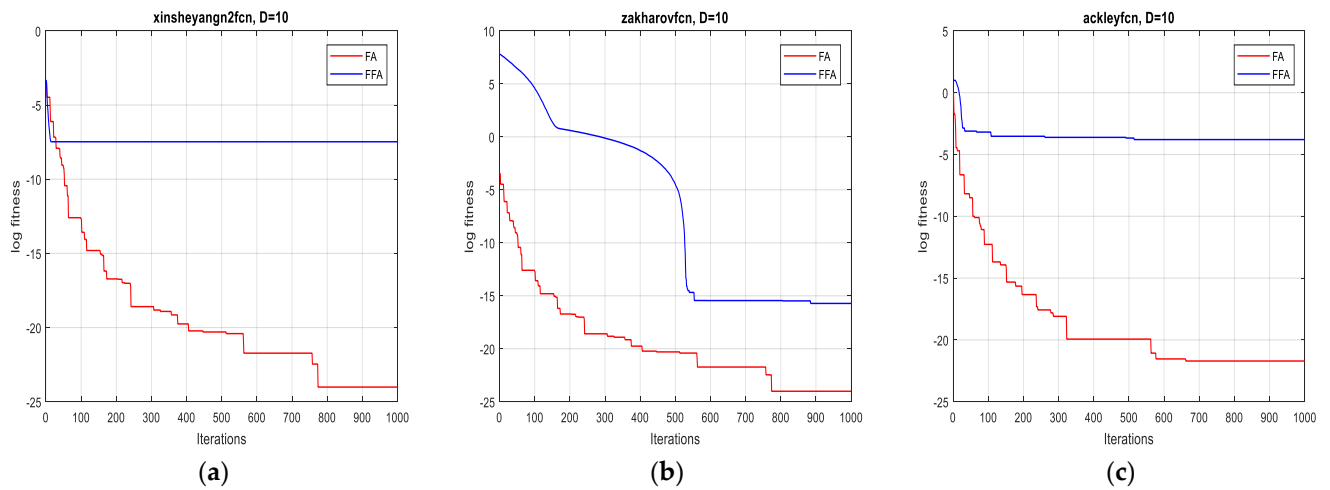 xinsheyangn2fcn, D=10
0
-5
-10
-15
-20
-25
log fitness
0 100 200 300 400 500 600 700 800 900 1000
Iterations
FA
FFA
(a)
zakharovfcn, D=10
10
5
0
-5
-10
-15
-20
-25
log fitness
0 100 200 300 400 500 600 700 800 900 1000
Iterations
FA
FFA
(b)
ackleyfcn, D=10
5
0
-5
-10
-15
-20
-25
log fitness
0 100 200 300 400 500 600 700 800 900 1000
Iterations
FA
FFA
(c)